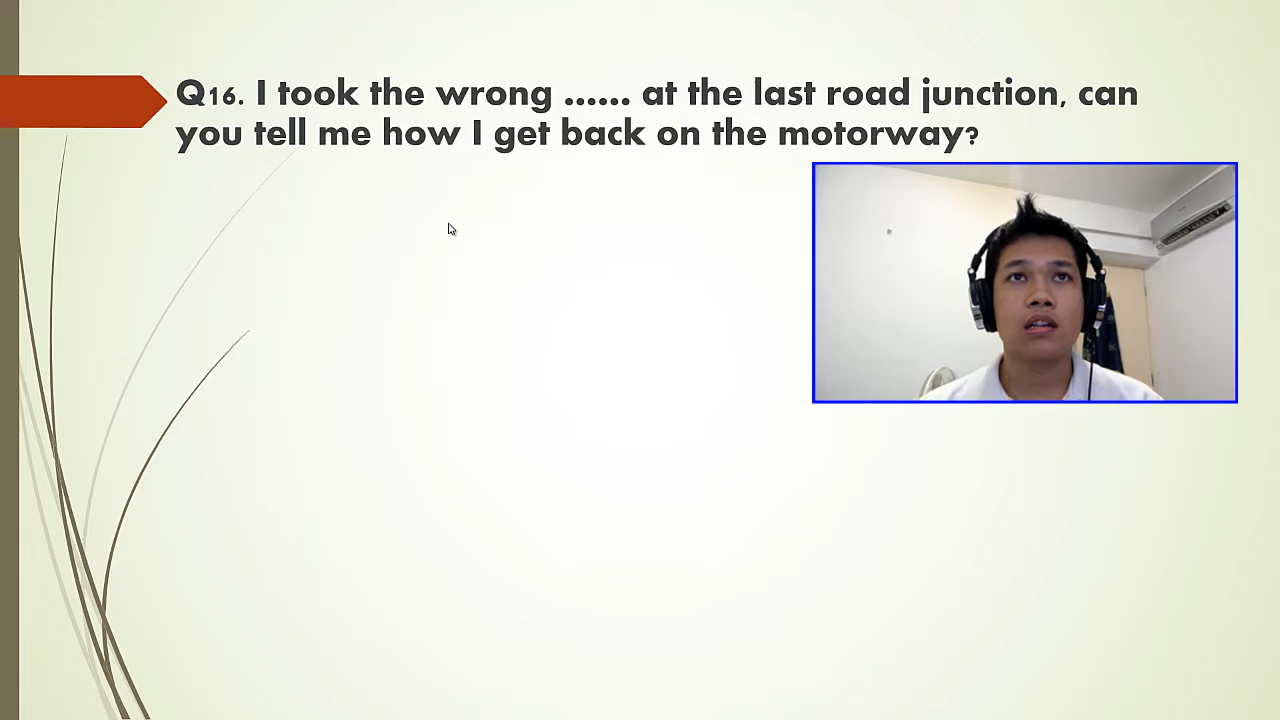 Q16. I took the wrong ...... at the last road junction, can
you tell me how I get back on the motorway?